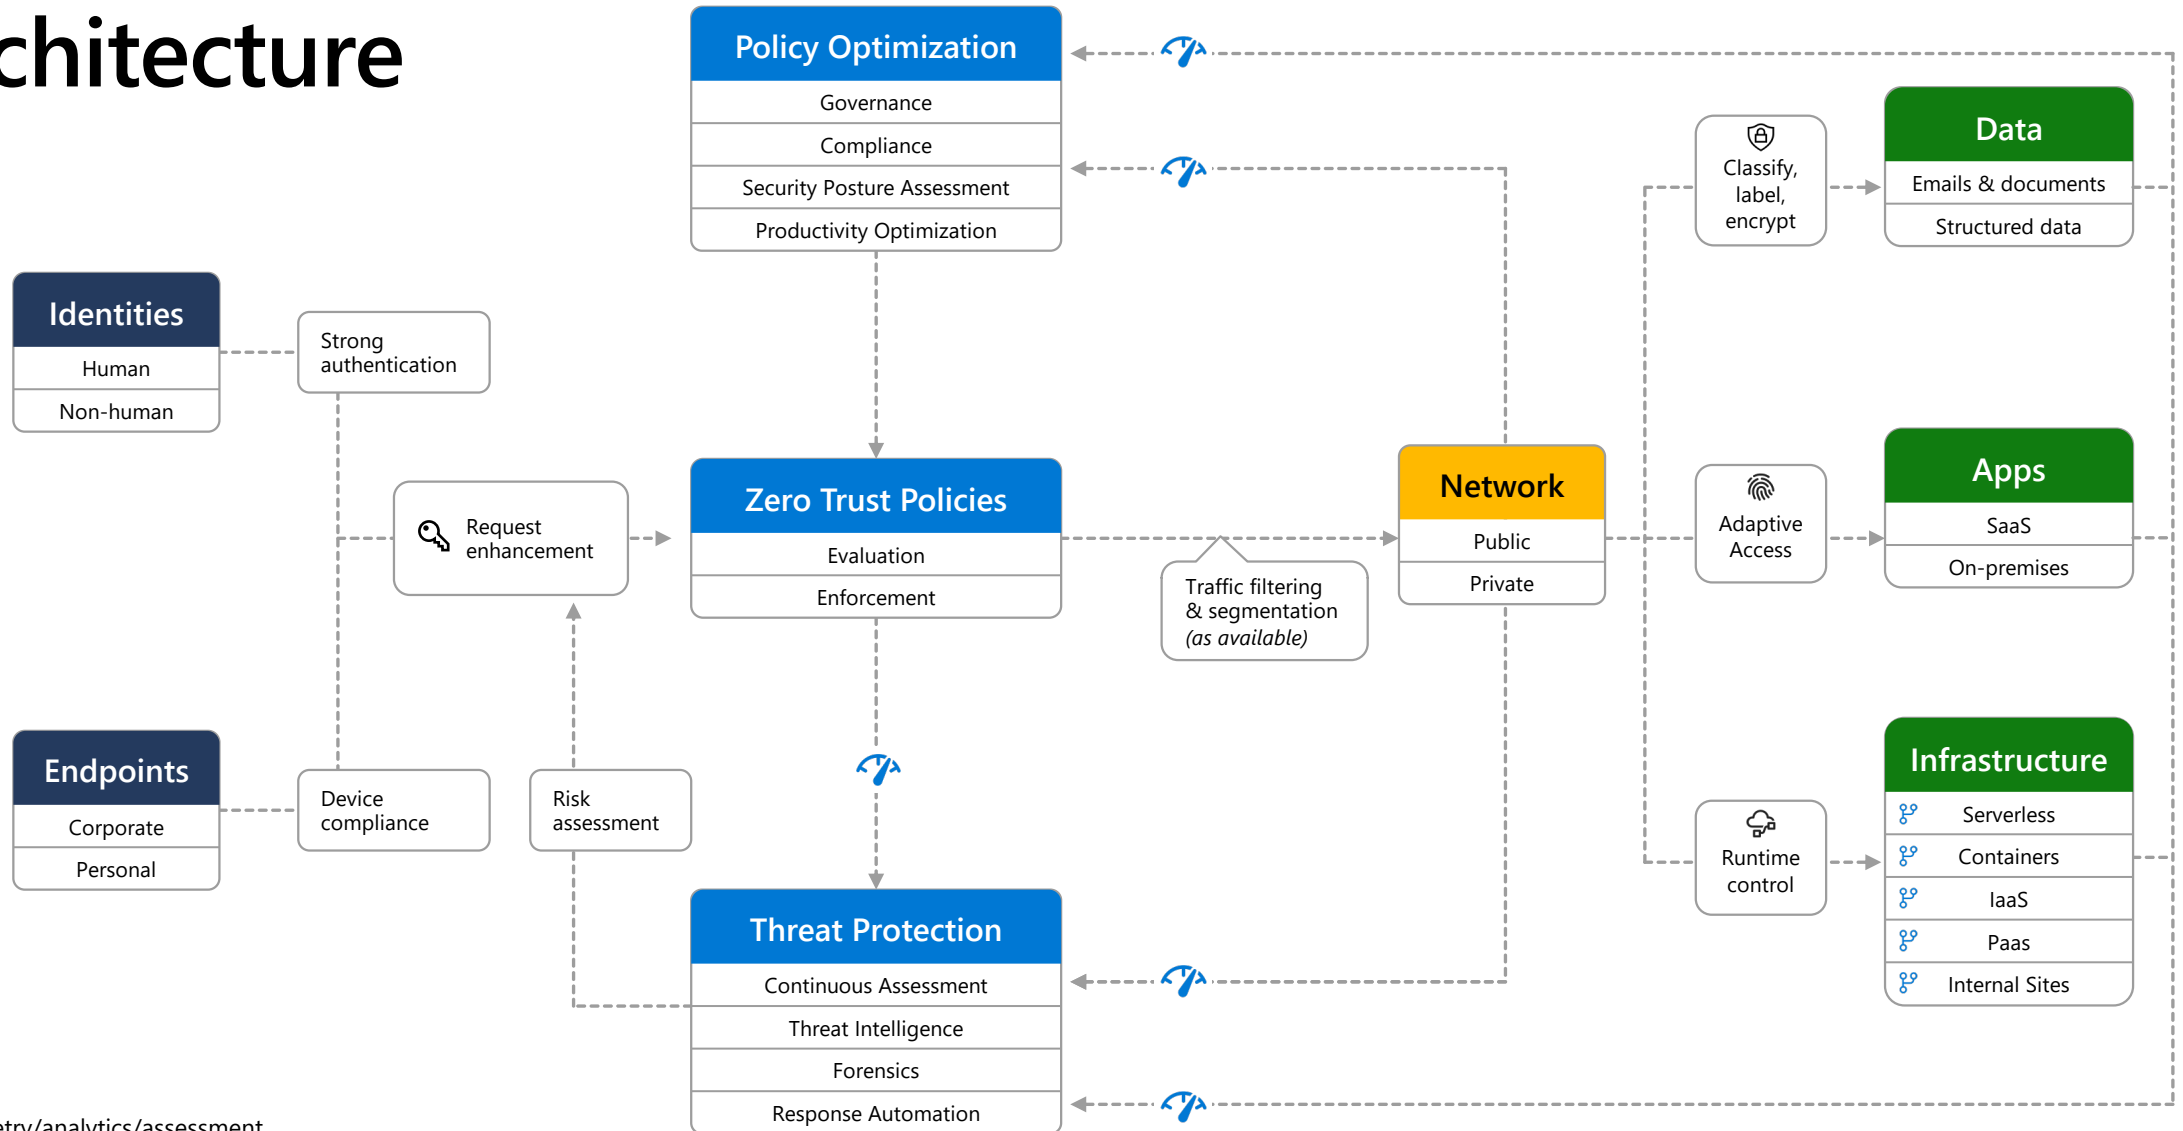 chitecture
Policy Optimization
Governance
Compliance
Security Posture Assessment
Productivity Optimization
Identities
Human
Non-human
Strong
authentication
Request
enhancement
Zero Trust Policies
Evaluation
Enforcement
Traffic filtering
& segmentation
(as available)
Network
Public
Private
Classify,
label,
encrypt
Data
Emails & documents
Structured data
Adaptive
Access
Apps
SaaS
On-premises
Endpoints
Corporate
Personal
Device
compliance
Risk
assessment
Threat Protection
Continuous Assessment
Threat Intelligence
Forensics
Response Automation
Runtime
control
Infrastructure
Serverless
Containers
IaaS
Paas
Internal Sites
etry/analytics/assessment